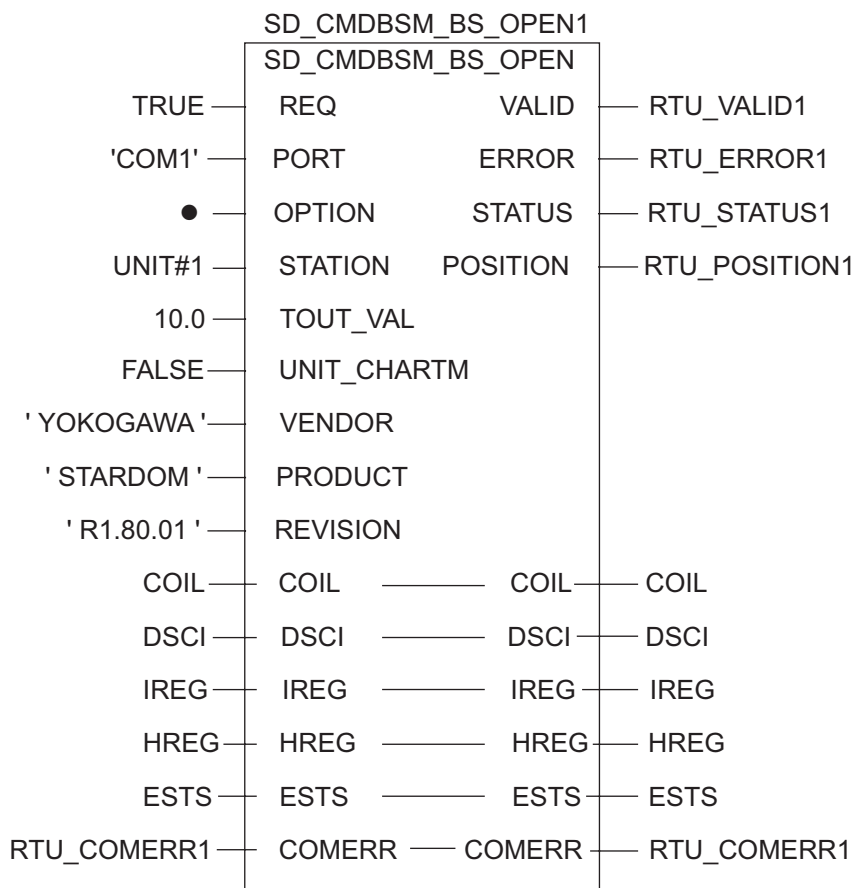 SD_CMDBSM_BS_OPEN1
SD_CMDBSM_BS_OPEN
TRUE REQ VALID RTU_VALID1
'COM1' PORT ERROR RTU_ERROR1
● OPTION STATUS RTU_STATUS1
UNIT#1 STATION POSITION RTU_POSITION1
10.0 TOUT_VAL
FALSE UNIT_CHARTM
' YOKOGAWA ' VENDOR
' STARDOM ' PRODUCT
' R1.80.01 ' REVISION
COIL COIL COIL COIL
DSCI DSCI DSCI DSCI
IREG IREG IREG IREG
HREG HREG HREG HREG
ESTS ESTS ESTS ESTS
RTU_COMERR1 COMERR COMERR RTU_COMERR1